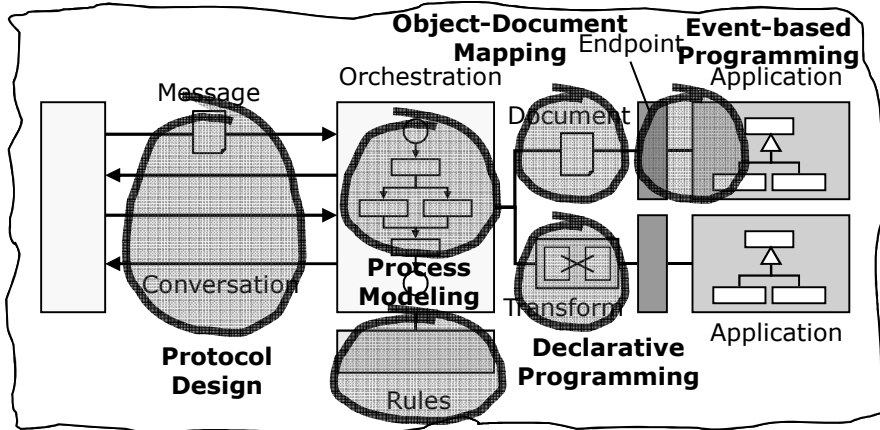 Object-Document
Mapping
Event-based
Programming
Endpoint
Message
Orchestration
Application
Document
Conversation
Process
Modeling
Transform
Application
Protocol
Design
Declarative
Programming
Rules